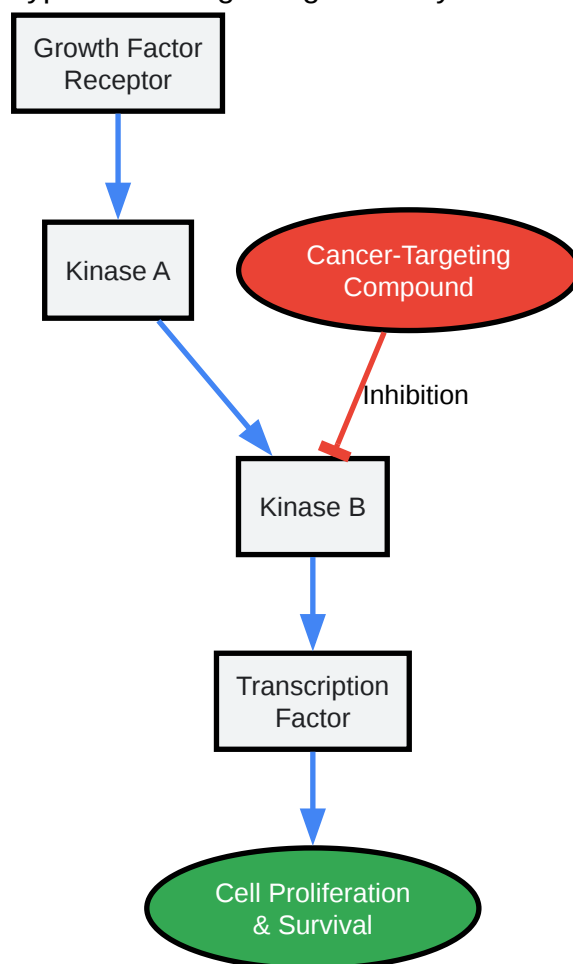 Growth Factor
Receptor
Kinase A
Cancer-Targeting
Compound
Inhibition
Kinase B
Transcription
Factor
Cell Proliferation
& Survival